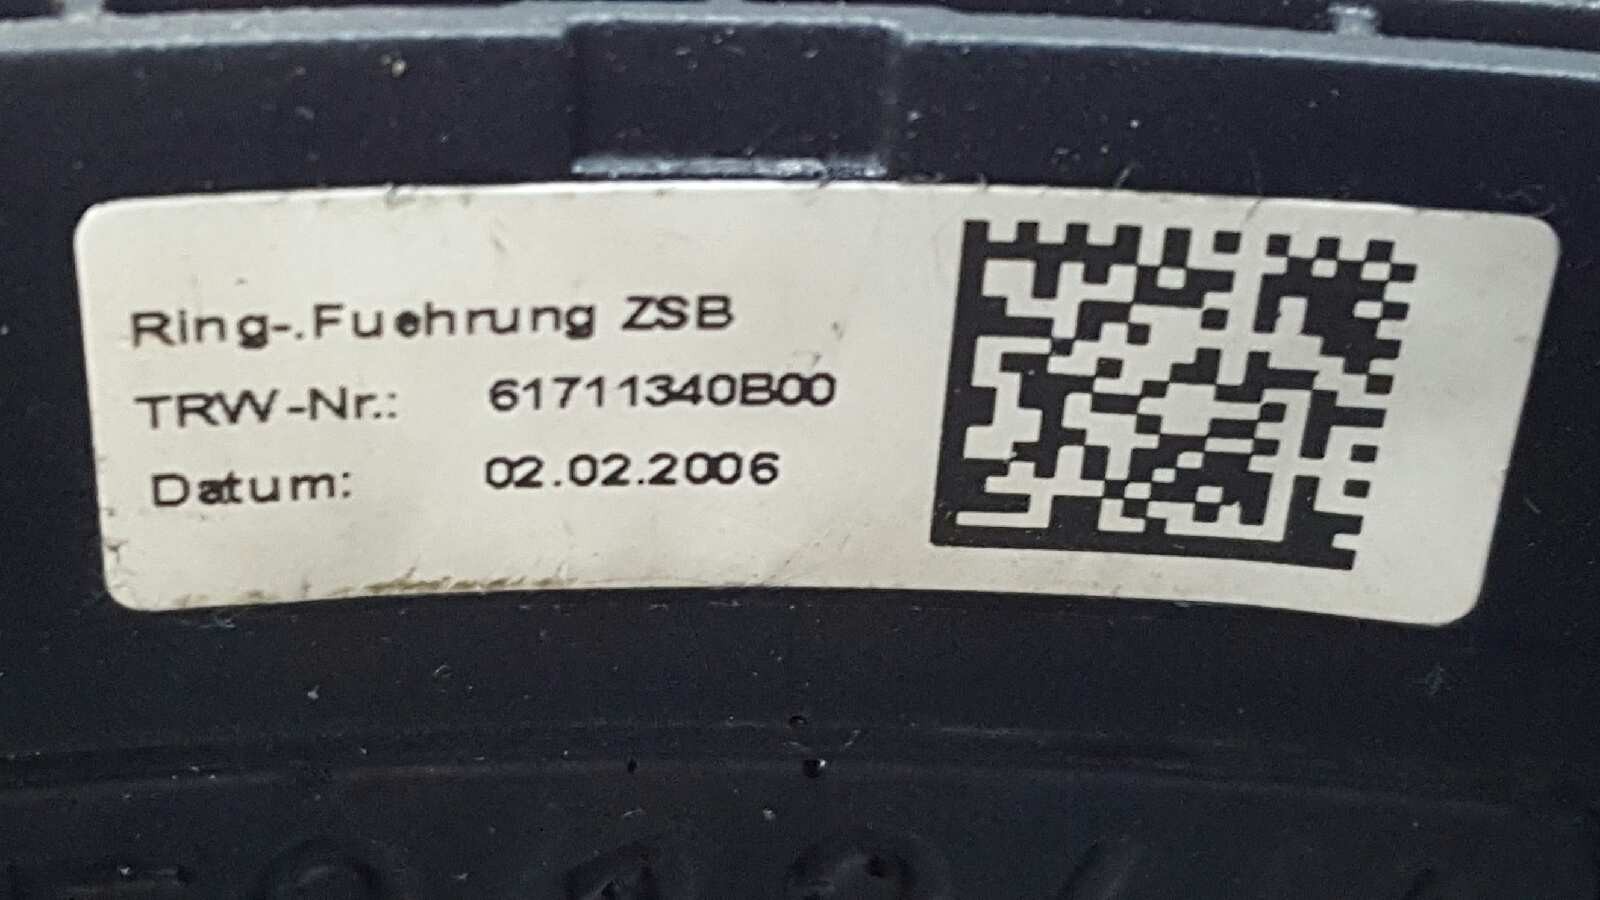 Ring-.Fuehrung ZSB
TRW-Nr.: 61711340B00
Datum: 02.02.2006